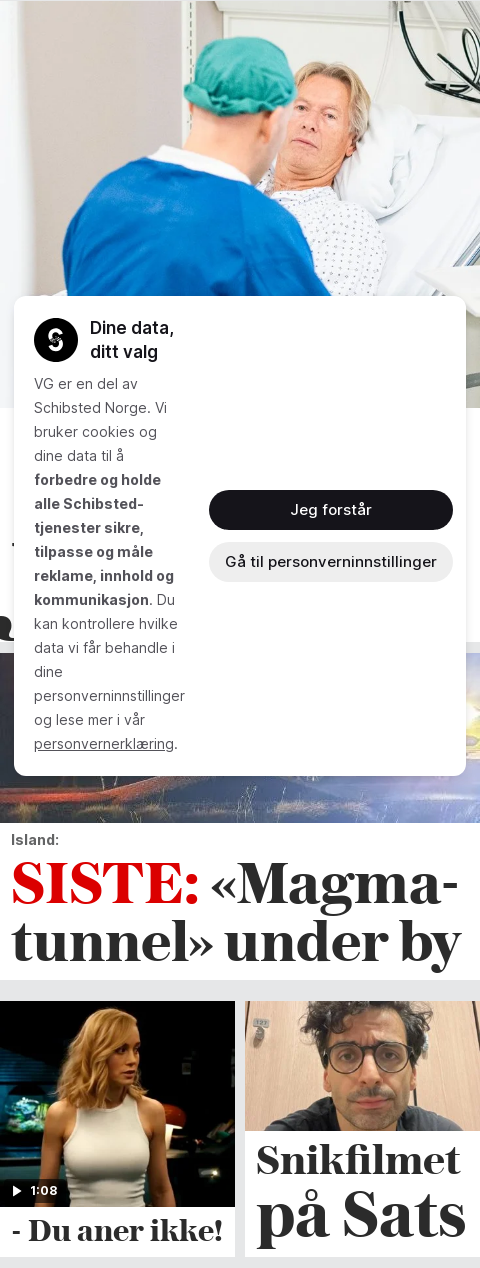 Dine data,
ditt valg
VG er en del av
Schibsted Norge. Vi
bruker cookies og
dine data til å
forbedre og holde
alle Schibsted-
tjenester sikre,
tilpasse og måle
reklame, innhold og
kommunikasjon. Du
kan kontrollere hvilke
data vi får behandle i
dine
personverninnstillinger
og lese mer i vår
personvernerklæring.
Jeg forstår
Gå til personverninnstillinger
Island:
SISTE: «Magma-
tunnel» under by
1:08
- Du aner ikke!
Snikfilmet
på Sats